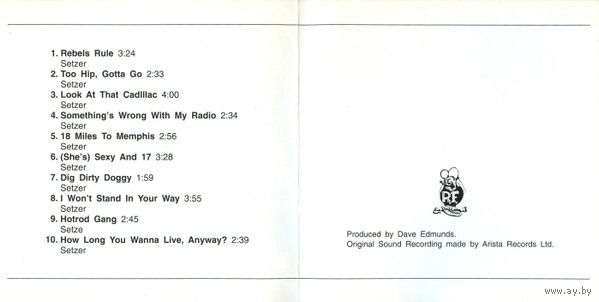 1. Rebels Rule 3:24
Setzer
2. Too Hip, Gotta Go 2:33
Setzer
3. Look At That Cadlllac 4:00
Setzer
4. Something's Wrong With My Radio 2:34
Setzer
5. 18 Miles To Memphis 2:56
Setzer
6. (She's) Sexy And 17 3:28
Setzer
7. Dig Dirty Doggy 1:59
Setzer
8. I Won't Stand In Your Way 3:55
Setzer
9. Hotrod Gang 2:45
Setze
10. How Long You Wanna Live, Anyway? 2:39
Setzer
RF
Produced by Dave Edmunds.
Original Sound Recording made by Arista Records Ltd.
www.ay.by